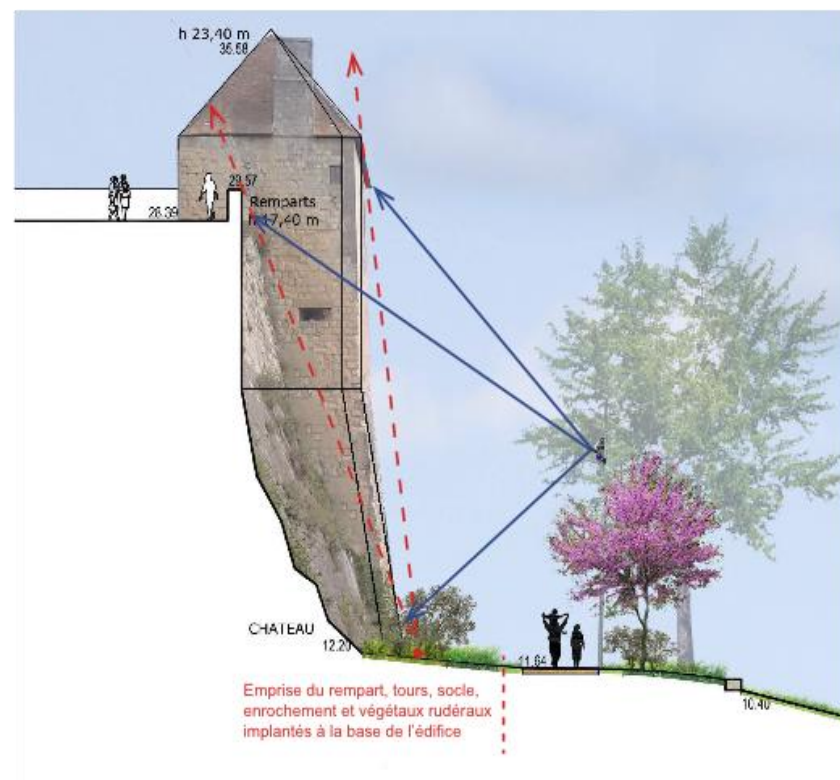 h 23,40 m
35.58
29.57
Remparts
h 17,40 m
28.39
CHATEAU
12.20
11.64
10.40
Emprise du rempart, tours, socle,
enrochement et végétaux rudéraux
implantés à la base de l'édifice